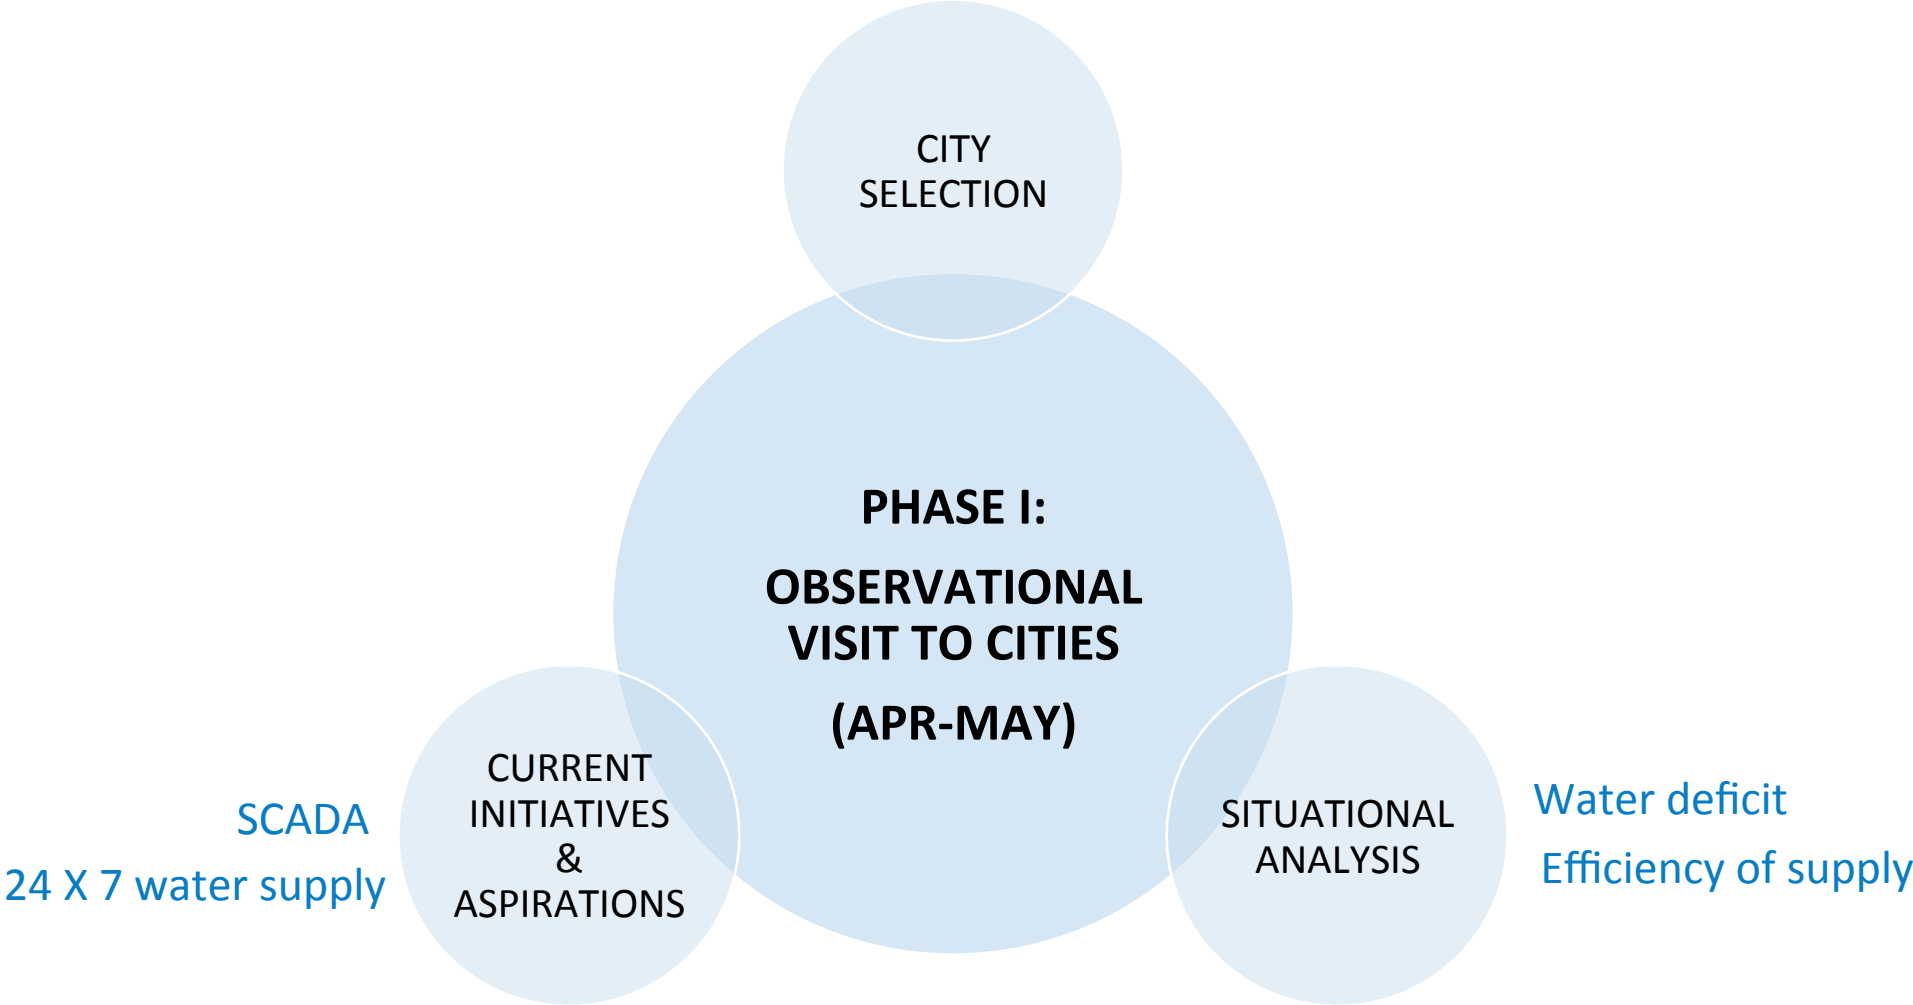 CITY
SELECTION
PHASE I:
OBSERVATIONAL
VISIT TO CITIES
(APR-MAY)
SCADA
24 X 7 water supply
CURRENT
INITIATIVES
&
ASPIRATIONS
SITUATIONAL
ANALYSIS
Water deficit
Efficiency of supply